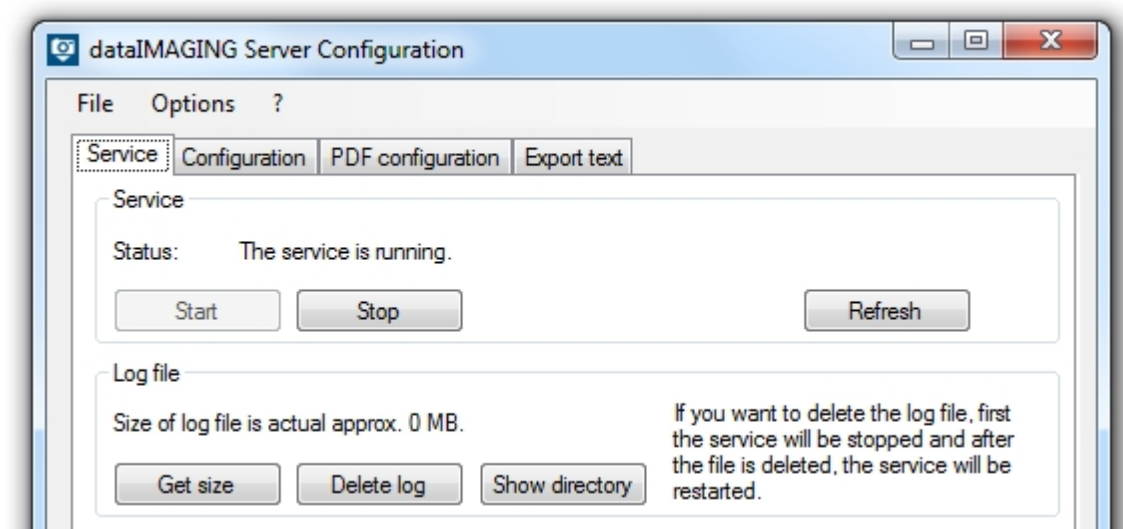 dataIMAGING Server Configuration
File Options ?
Service Configuration PDF configuration Export text
Service
Status: The service is running.
Start Stop Refresh
Log file
Size of log file is actual approx. 0 MB.
If you want to delete the log file, first
the service will be stopped and after
the file is deleted, the service will be
restarted.
Get size Delete log Show directory